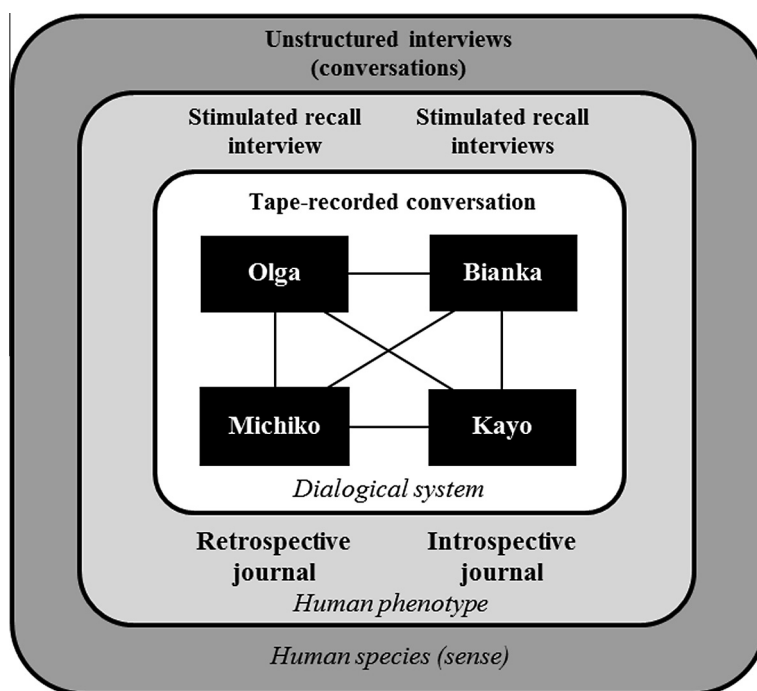 Unstructured interviews
(conversations)
Stimulated recall
interview
Stimulated recall
interviews
Tape-recorded conversation
Olga
Bianka
Michiko
Kayo
Dialogical system
Retrospective
journal
Introspective
journal
Human phenotype
Human species (sense)